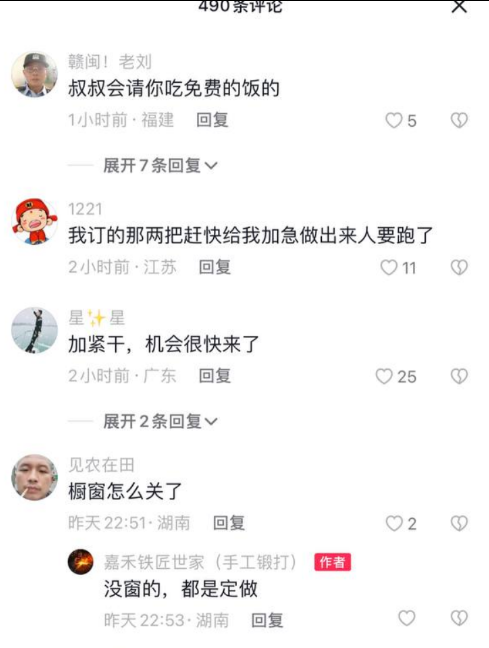 490条评论
赣闽！老刘
叔叔会请你吃免费的饭的
1小时前·福建 回复
5
展开7条回复
1221
我订的那两把赶快给我加急做出来人要跑了
2小时前·江苏 回复
11
星✨星
加紧干，机会很快来了
2小时前·广东 回复
25
展开2条回复
见农在田
橱窗怎么关了
昨天22:51·湖南 回复
2
嘉禾铁匠世家（手工锻打） 作者
没窗的，都是定做
昨天22:53·湖南 回复